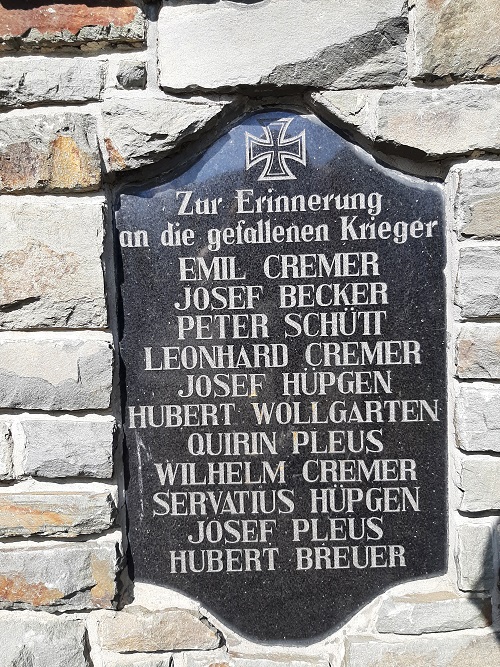 Zur Erinnerung
an die gefallenen Krieger
EMIL CREMER
JOSEF BECKER
PETER SCHÜTT
LEONHARD CREMER
JOSEF HÜPGEN
HUBERT WOLLGARTEN
QUIRIN PLEUS
WILHELM CREMER
SERVATIUS HÜPGEN
JOSEF PLEUS
HUBERT BREUER